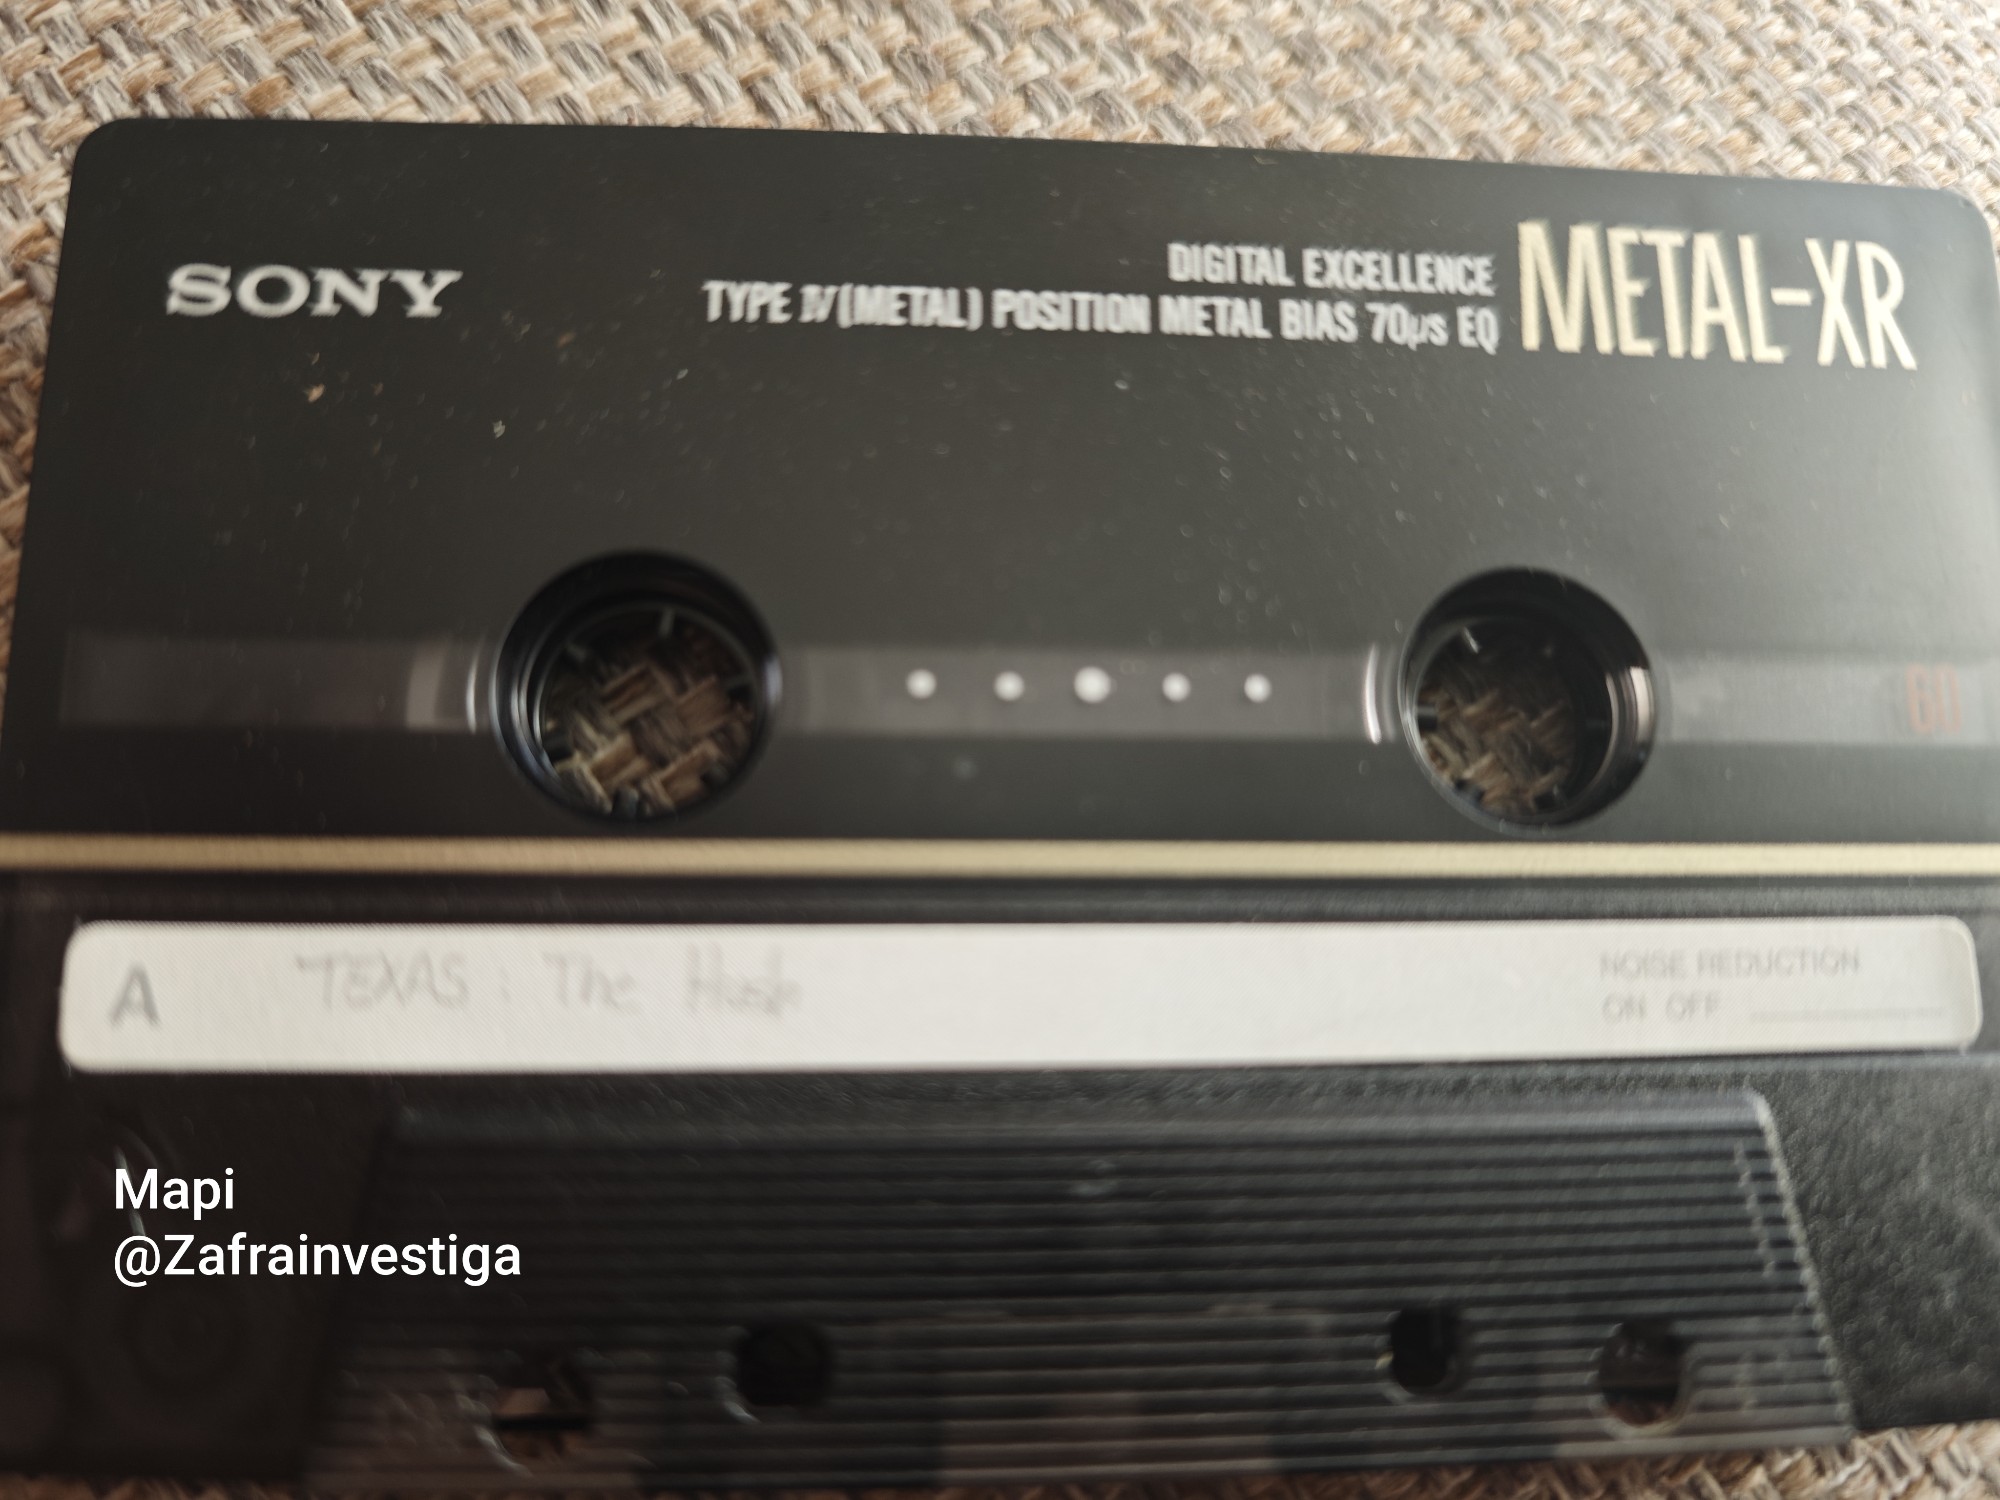 SONY
DIGITAL EXCELLENCE
TYPE IV (METAL) POSITION METAL BIAS 70µs EQ
METAL-XR
60
A
TEXAS: The Hush
NOISE REDUCTION
ON OFF
Mapi
@Zafrainvestiga